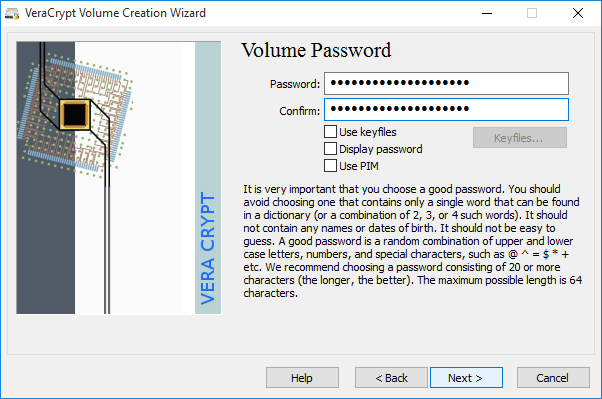 VeraCrypt Volume Creation Wizard
VERA CRYPT
Volume Password
Password: ●●●●●●●●●●●●●●●●●●●●
Confirm: ●●●●●●●●●●●●●●●●●●●●
Use keyfiles
Keyfiles...
Display password
Use PIM
It is very important that you choose a good password. You should
avoid choosing one that contains only a single word that can be found
in a dictionary (or a combination of 2, 3, or 4 such words). It should
not contain any names or dates of birth. It should not be easy to
guess. A good password is a random combination of upper and lower
case letters, numbers, and special characters, such as @ ^ = $ * +
etc. We recommend choosing a password consisting of 20 or more
characters (the longer, the better). The maximum possible length is 64
characters.
Help
< Back
Next >
Cancel